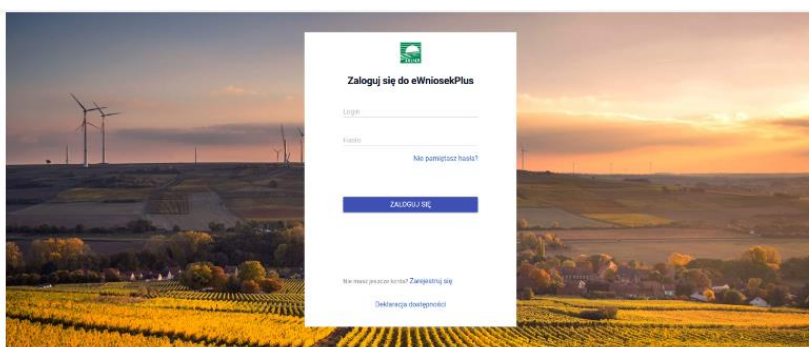 Zaloguj się do eWniosekPlus
Login
Hasło
Nie pamiętasz hasła?
ZALOGUJ SIĘ
Nie masz jeszcze konta? Zarejestruj się
Deklaracja dostępności